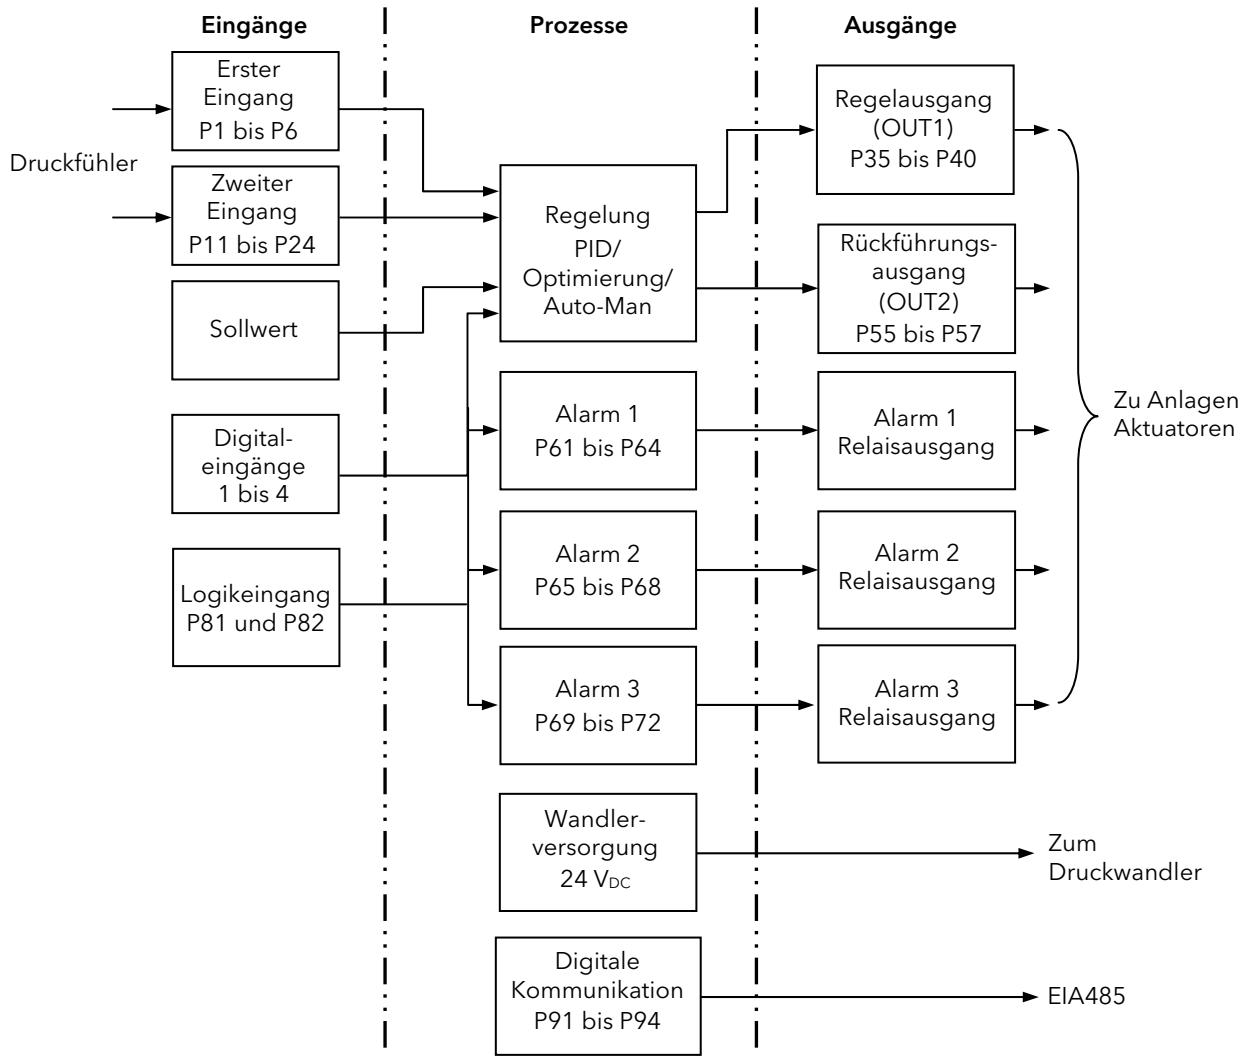 Eingänge
Prozesse
Ausgänge
Druckfühler
Erster
Eingang
P1 bis P6
Zweiter
Eingang
P11 bis P24
Sollwert
Digital-
eingänge
1 bis 4
Logikeingang
P81 und P82
Regelung
PID/
Optimierung/
Auto-Man
Alarm 1
P61 bis P64
Alarm 2
P65 bis P68
Alarm 3
P69 bis P72
Wandler-
versorgung
24 VDC
Digitale
Kommunikation
P91 bis P94
Regelausgang
(OUT1)
P35 bis P40
Rückführungs-
ausgang
(OUT2)
P55 bis P57
Alarm 1
Relaisausgang
Alarm 2
Relaisausgang
Alarm 3
Relaisausgang
Zu Anlagen
Aktuatoren
Zum
Druckwandler
EIA485